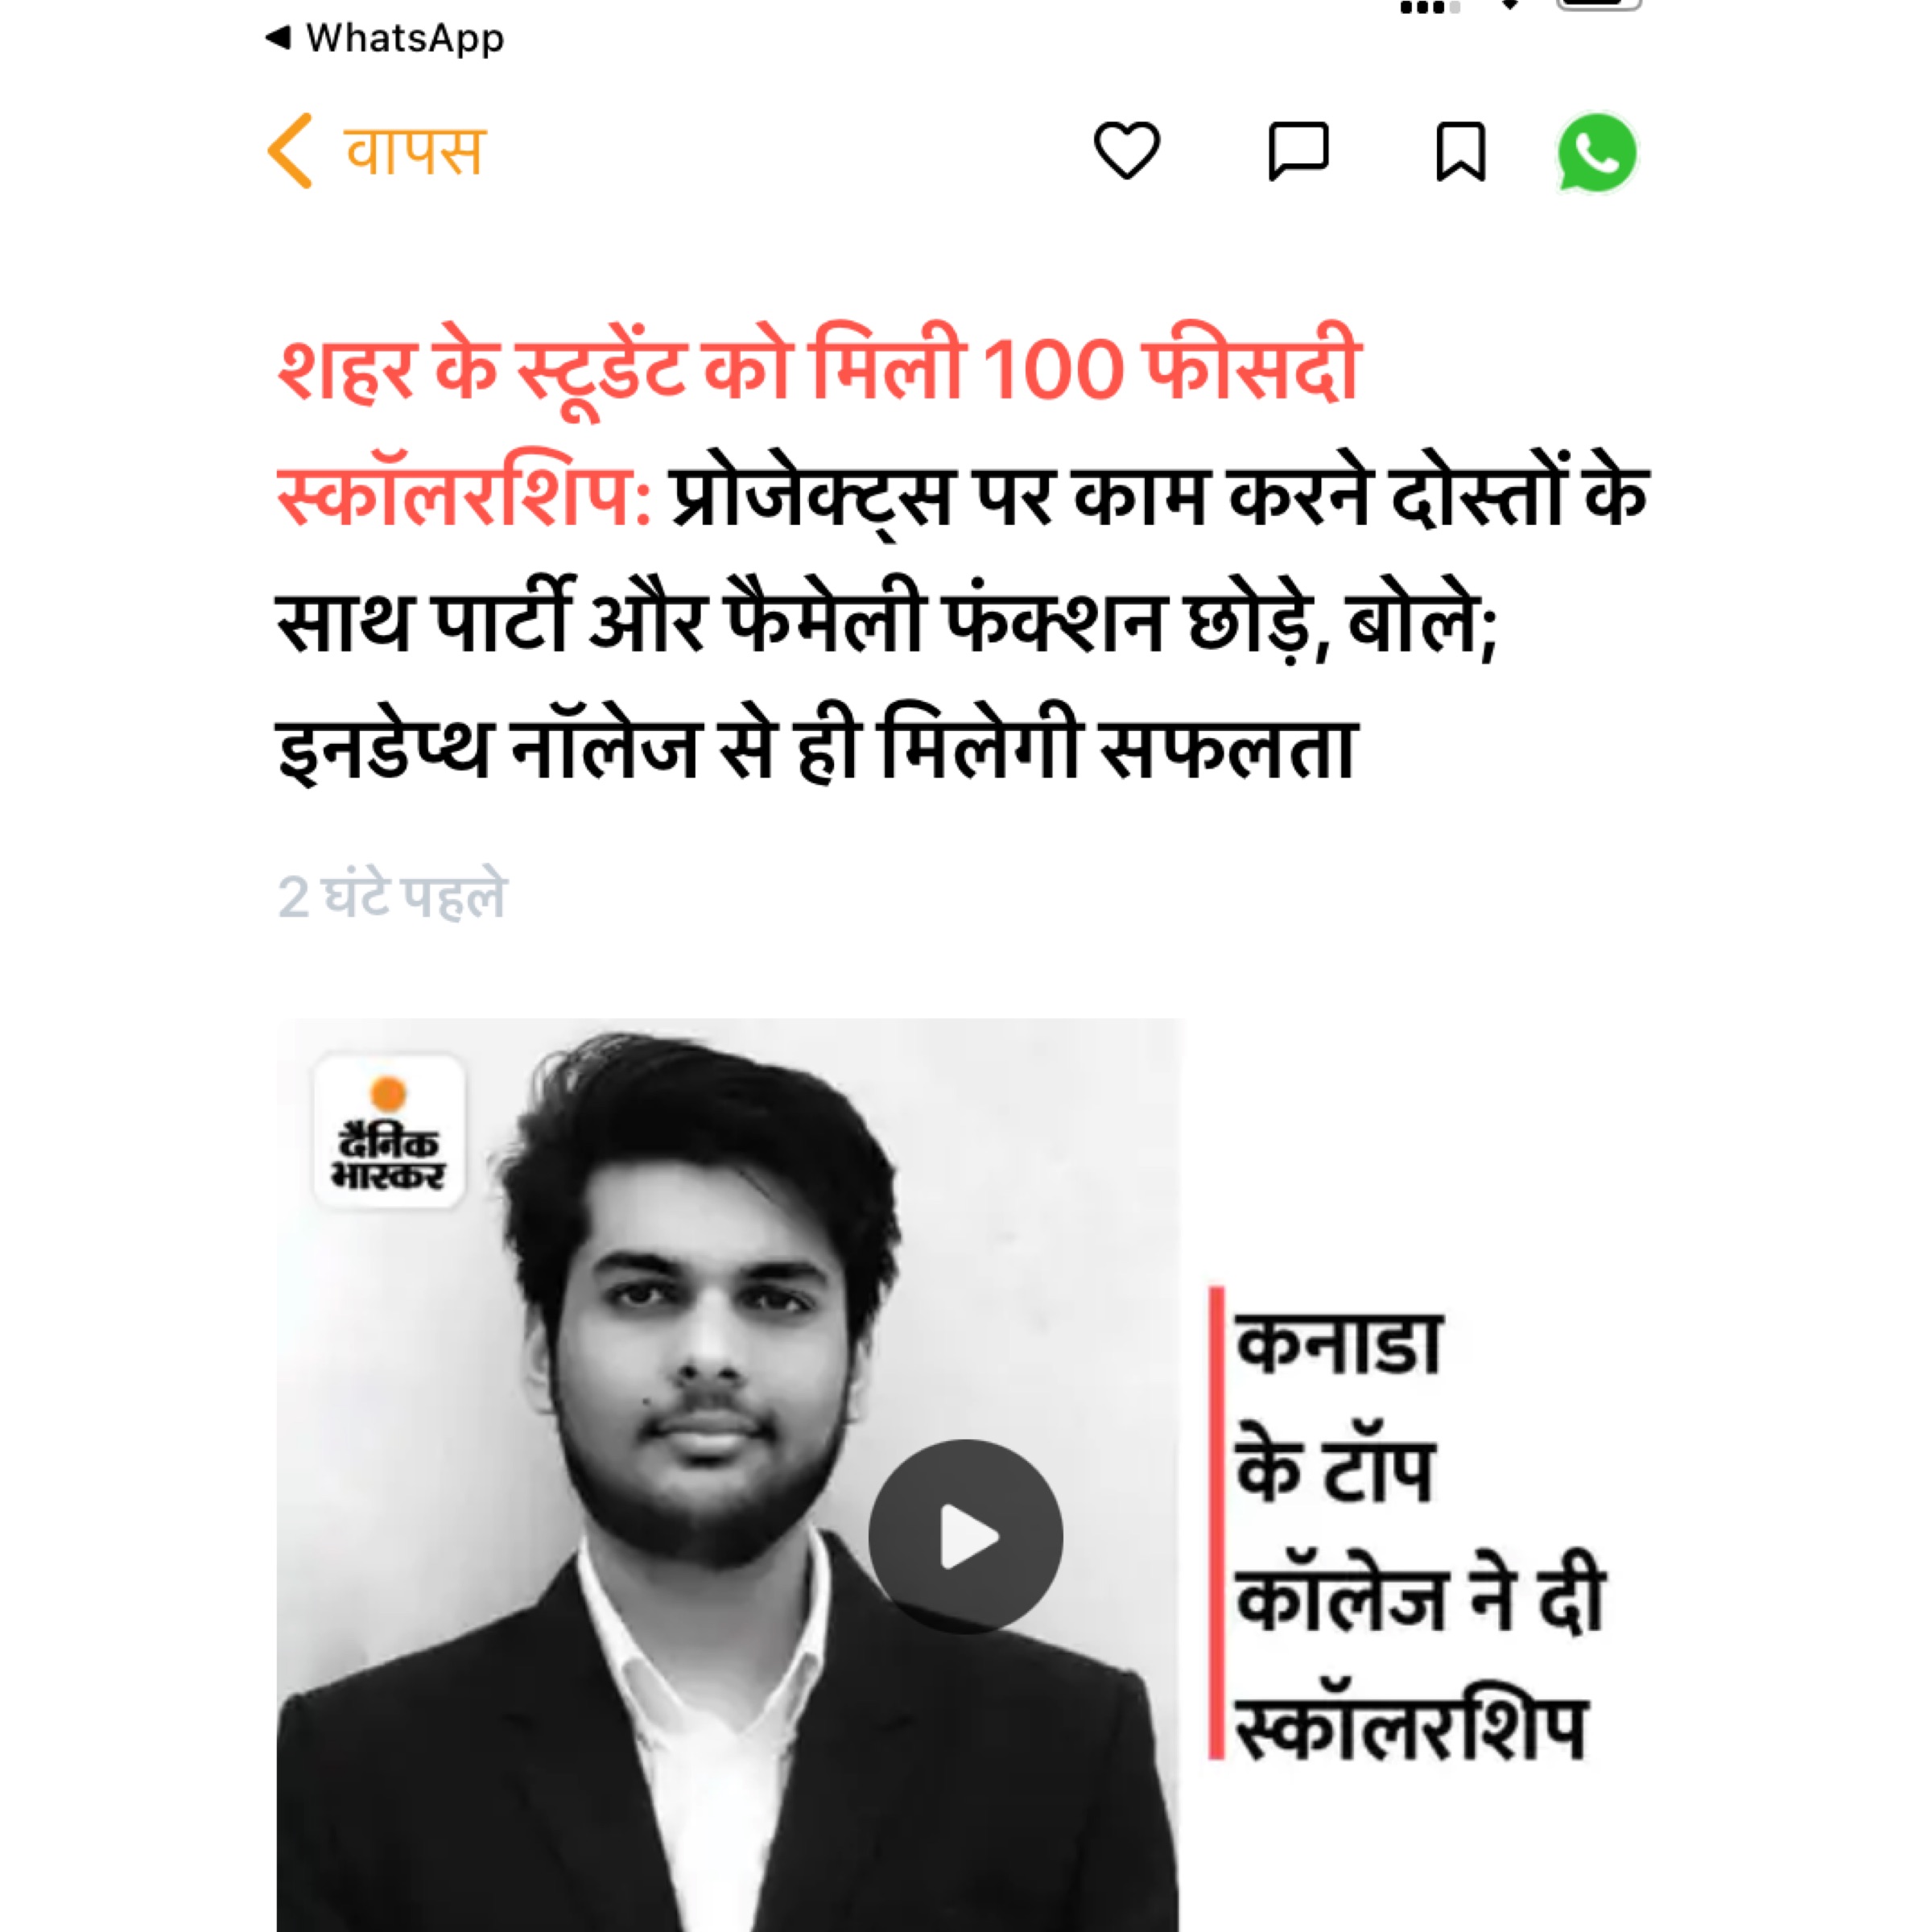 ◀ WhatsApp
वापस
शहर के स्टूडेंट को मिली 100 फीसदी
स्कॉलरशिप: प्रोजेक्ट्स पर काम करने दोस्तों के
साथ पार्टी और फैमेली फंक्शन छोड़े, बोले;
इनडेप्थ नॉलेज से ही मिलेगी सफलता
2 घंटे पहले
दैनिक
भास्कर
कनाडा
के टॉप
कॉलेज ने दी
स्कॉलरशिप